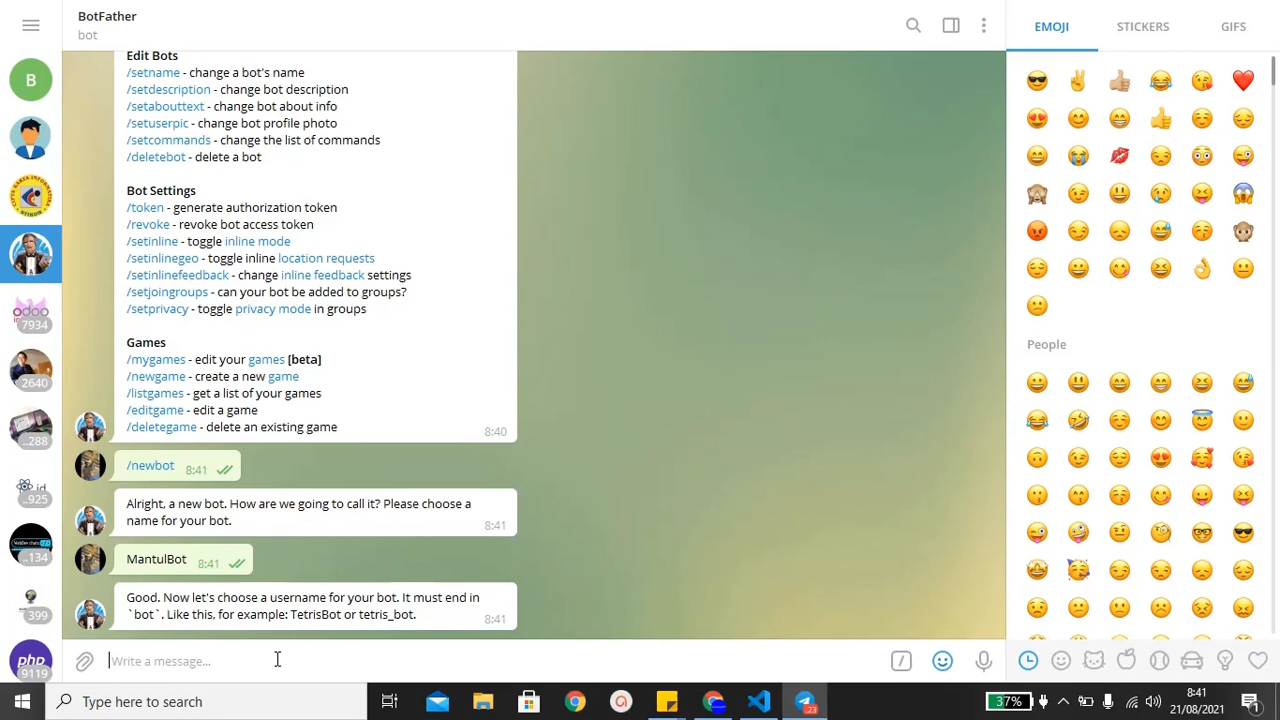 BotFather
bot
EMOJI
STICKERS
GIFS
B
Edit Bots
/setname - change a bot's name
/setdescription - change bot description
/setabouttext - change bot about info
/setuserpic - change bot profile photo
/setcommands - change the list of commands
/deletebot - delete a bot
Bot Settings
/token - generate authorization token
/revoke - revoke bot access token
/setinline - toggle inline mode
/setinlinegeo - toggle inline location requests
/setinlinefeedback - change inline feedback settings
/setjoingroups - can your bot be added to groups?
/setprivacy - toggle privacy mode in groups
Games
/mygames - edit your games [beta]
/newgame - create a new game
/listgames - get a list of your games
/editgame - edit a game
/deletegame - delete an existing game
8:40
/newbot 8:41
Alright, a new bot. How are we going to call it? Please choose a
name for your bot.
8:41
MantulBot 8:41
Good. Now let's choose a username for your bot. It must end in
`bot`. Like this, for example: TetrisBot or tetris_bot.
8:41
Write a message...
odoo
7934
2640
..288
id
..925
..134
399
php
9119
People
Type here to search
23
37%
8:41
21/08/2021
1